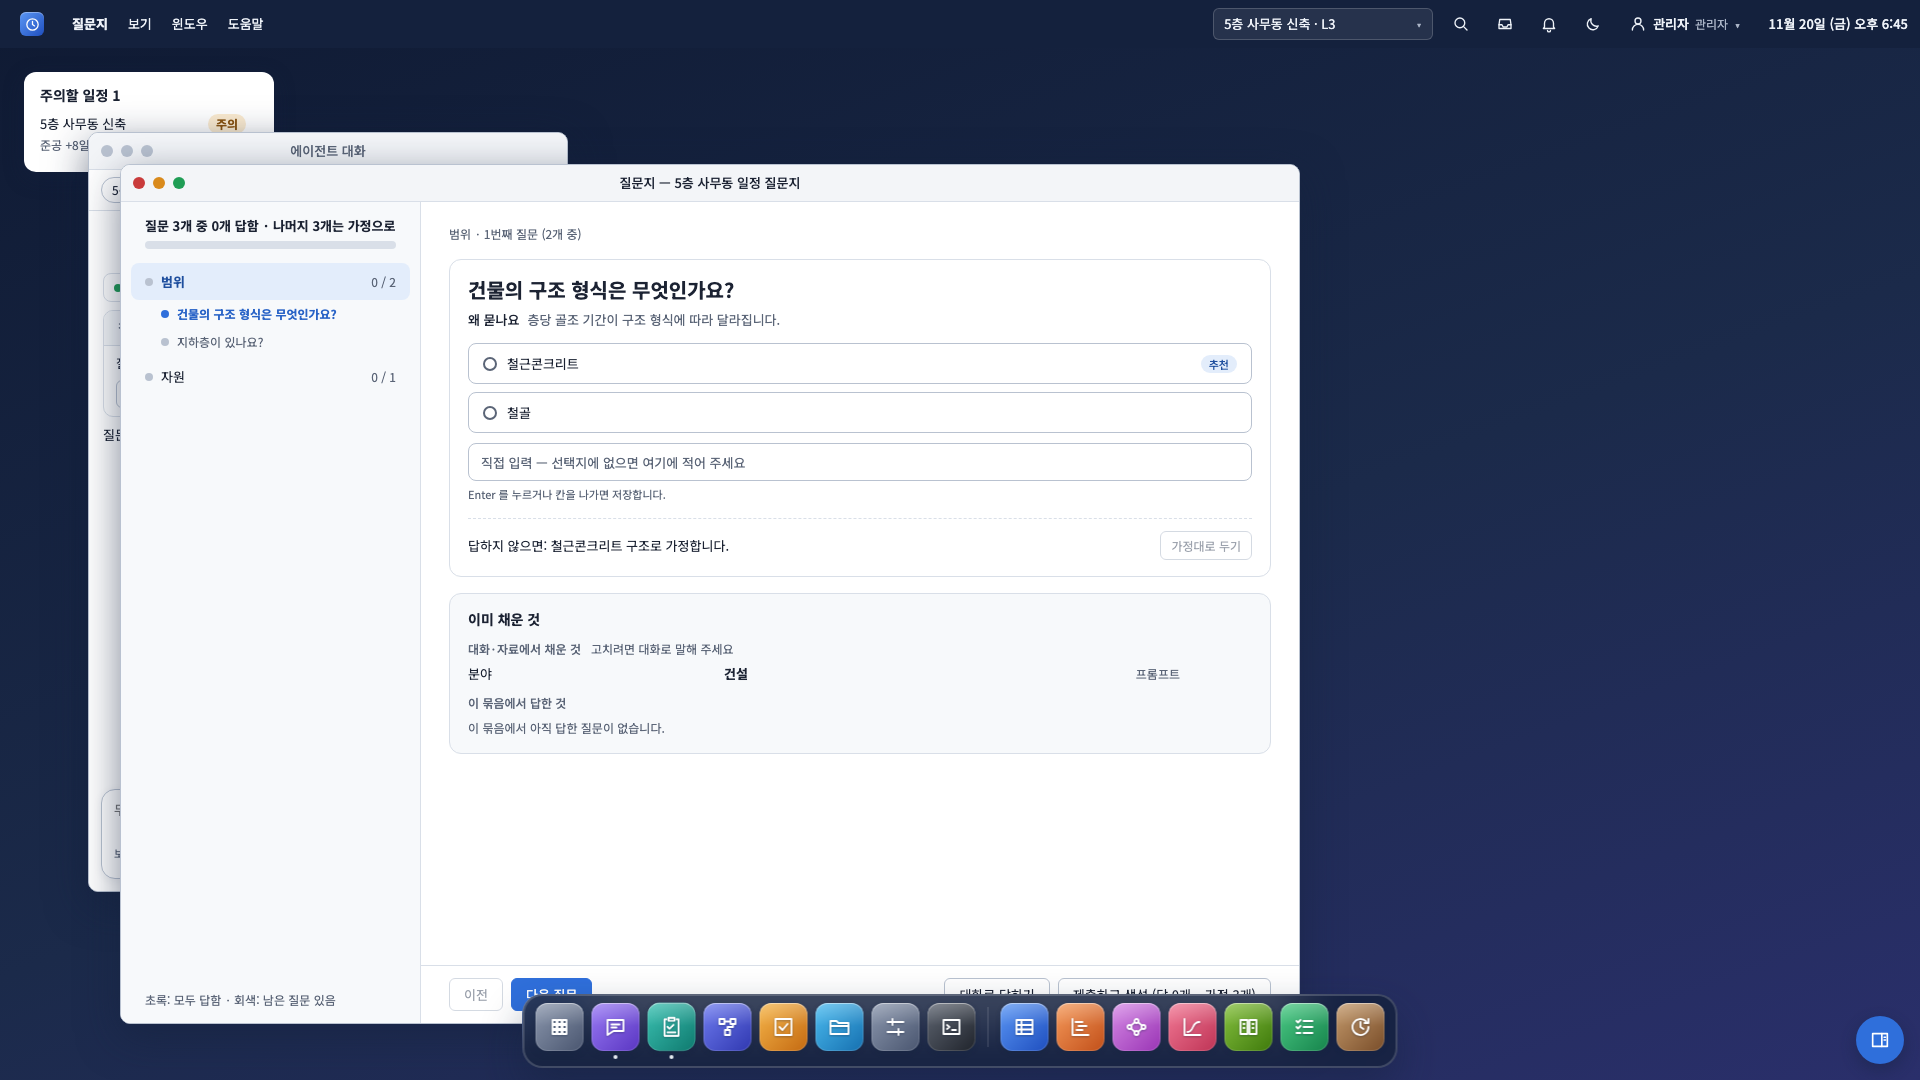 질문지 보기 윈도우 도움말
5층 사무동 신축 · L3
관리자 관리자
11월 20일 (금) 오후 6:45
주의할 일정 1
5층 사무동 신축 주의
준공 +8일
에이전트 대화
질문지 — 5층 사무동 일정 질문지
질문 3개 중 0개 답함 · 나머지 3개는 가정으로
범위 0 / 2
건물의 구조 형식은 무엇인가요?
지하층이 있나요?
자원 0 / 1
초록: 모두 답함 · 회색: 남은 질문 있음
범위 · 1번째 질문 (2개 중)
건물의 구조 형식은 무엇인가요?
왜 묻나요 층당 골조 기간이 구조 형식에 따라 달라집니다.
철근콘크리트 추천
철골
직접 입력 — 선택지에 없으면 여기에 적어 주세요
Enter 를 누르거나 칸을 나가면 저장합니다.
답하지 않으면: 철근콘크리트 구조로 가정합니다. 가정대로 두기
이미 채운 것
대화·자료에서 채운 것 고치려면 대화로 말해 주세요
분야 건설 프롬프트
이 묶음에서 답한 것
이 묶음에서 아직 답한 질문이 없습니다.
이전 다음 질문 대화로 답하기